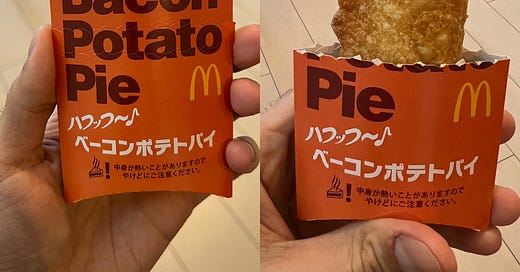 Bacon
Potato
Pie
ハフッフ〜♪
ベーコンポテトパイ
! 中身が熱いことがありますので
やけどにご注意ください。
Potato
Pie
ハフッフ〜♪
ベーコンポテトパイ
! 中身が熱いことがありますので
やけどにご注意ください。